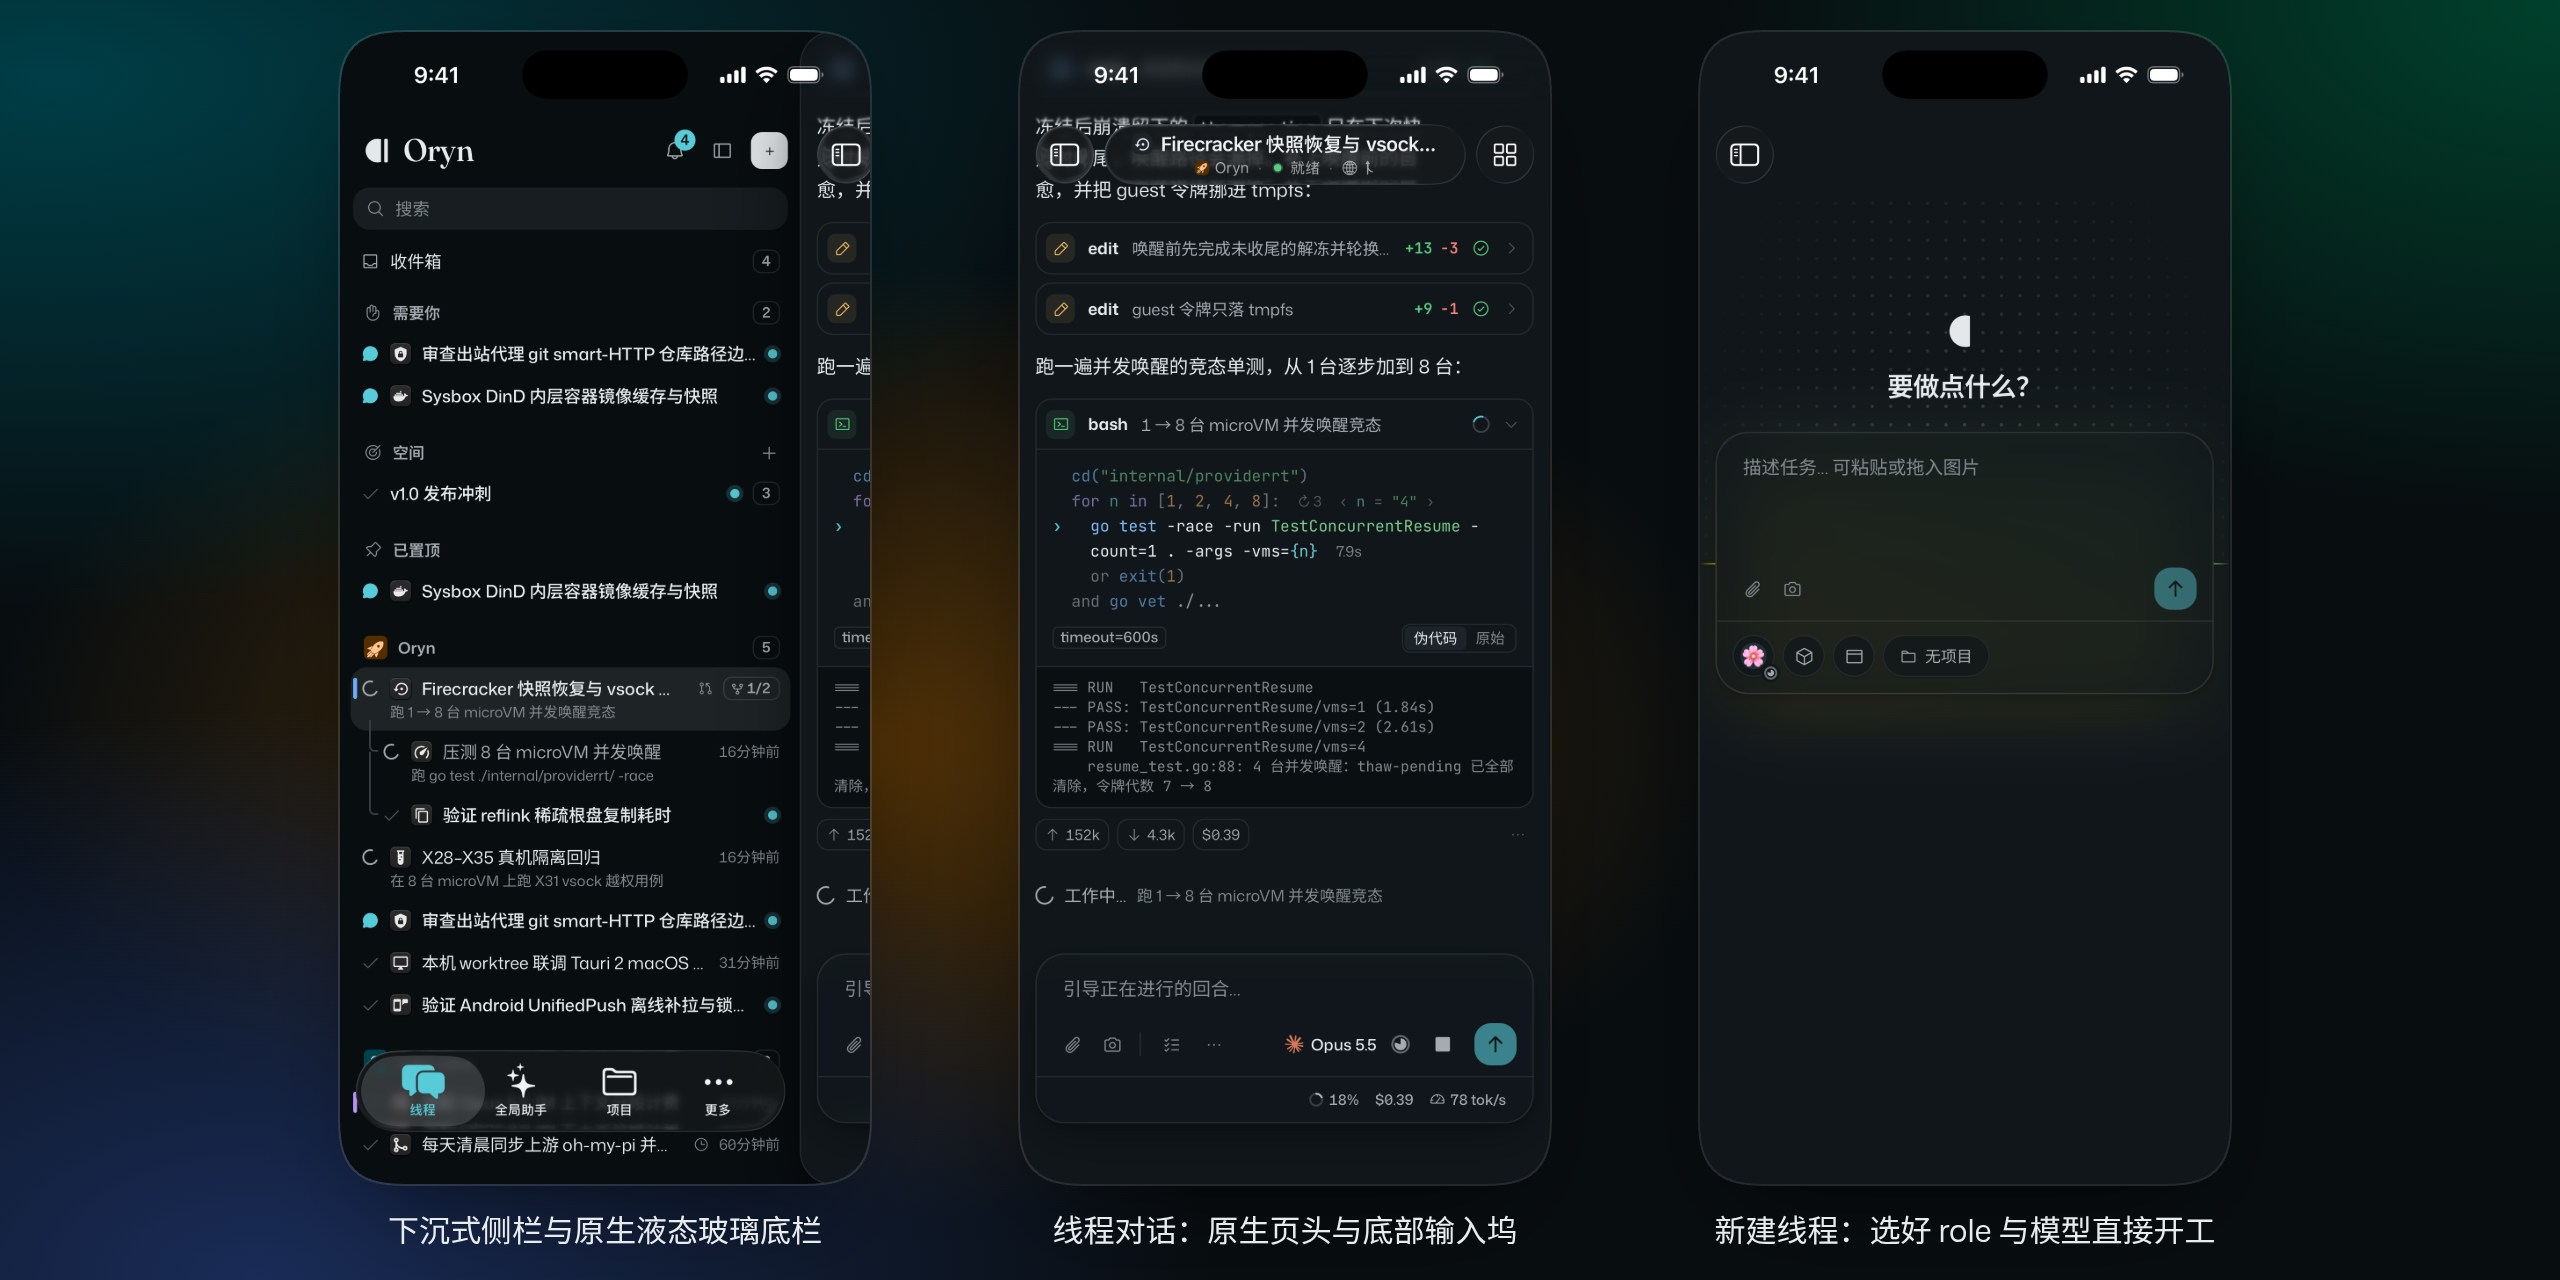 9:41
Oryn
4
+
搜索
收件箱 4
需要你 2
审查出站代理 git smart-HTTP 仓库路径边...
Sysbox DinD 内层容器镜像缓存与快照
空间
v1.0 发布冲刺 3
已置顶
Sysbox DinD 内层容器镜像缓存与快照
Oryn 5
Firecracker 快照恢复与 vsock ... 1/2
跑 1 → 8 台 microVM 并发唤醒竞态
压测 8 台 microVM 并发唤醒 16分钟前
跑 go test ./internal/providerrt/ -race
验证 reflink 稀疏根盘复制耗时
X28–X35 真机隔离回归 16分钟前
在 8 台 microVM 上跑 X31 vsock 越权用例
审查出站代理 git smart-HTTP 仓库路径边...
本机 worktree 联调 Tauri 2 macOS ... 31分钟前
验证 Android UnifiedPush 离线补拉与锁...
线程 全局助手 项目 更多
每天清晨同步上游 oh-my-pi 并... 60分钟前
冻结后
愈，并
跑一遍
cd
fo
›
an
time
===
---
---
===
清除，
↑ 152
工作
引导
下沉式侧栏与原生液态玻璃底栏
9:41
Firecracker 快照恢复与 vsock...
Oryn · 就绪 ·
愈，并把 guest 令牌挪进 tmpfs：
edit 唤醒前先完成未收尾的解冻并轮换... +13 -3
edit guest 令牌只落 tmpfs +9 -1
跑一遍并发唤醒的竞态单测，从 1 台逐步加到 8 台：
bash 1 → 8 台 microVM 并发唤醒竞态
cd("internal/providerrt")
for n in [1, 2, 4, 8]: 3 ‹ n = "4" ›
› go test -race -run TestConcurrentResume -
count=1 . -args -vms={n} 7.9s
or exit(1)
and go vet ./...
timeout=600s 伪代码 原始
=== RUN TestConcurrentResume
--- PASS: TestConcurrentResume/vms=1 (1.84s)
--- PASS: TestConcurrentResume/vms=2 (2.61s)
=== RUN TestConcurrentResume/vms=4
resume_test.go:88: 4 台并发唤醒：thaw-pending 已全部
清除，令牌代数 7 → 8
↑ 152k ↓ 4.3k $0.39 ...
工作中... 跑 1 → 8 台 microVM 并发唤醒竞态
引导正在进行的回合...
... Opus 5.5
18% $0.39 78 tok/s
线程对话：原生页头与底部输入坞
9:41
要做点什么？
描述任务... 可粘贴或拖入图片
无项目
新建线程：选好 role 与模型直接开工